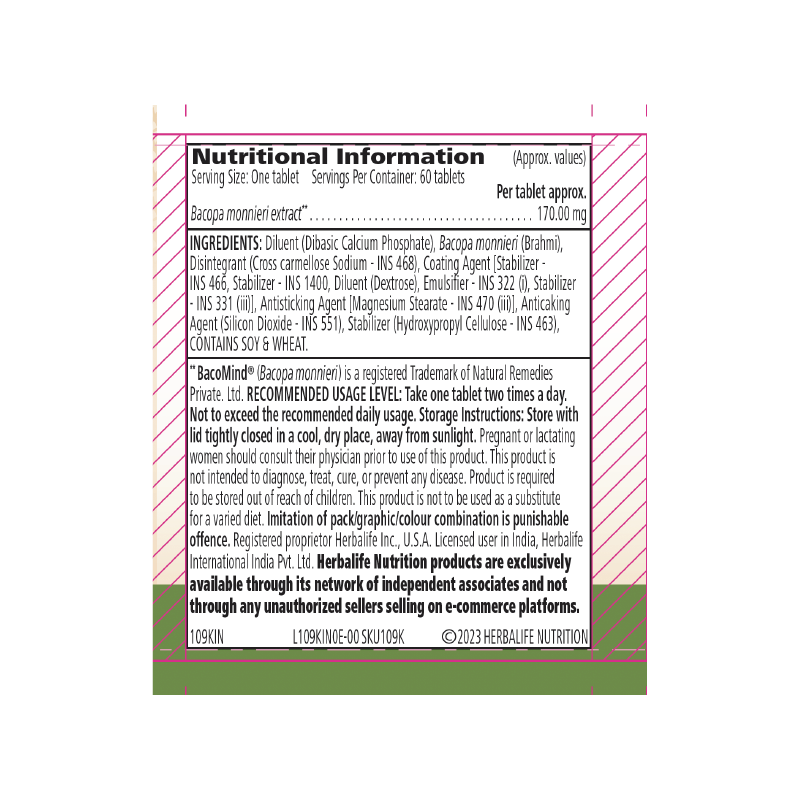 Nutritional Information (Approx. values)
Serving Size: One tablet Servings Per Container: 60 tablets
Per tablet approx.
Bacopa monnieri extract**...................................... 170.00 mg
INGREDIENTS: Diluent (Dibasic Calcium Phosphate), Bacopa monnieri (Brahmi),
Disintegrant (Cross carmellose Sodium - INS 468), Coating Agent [Stabilizer -
INS 466, Stabilizer - INS 1400, Diluent (Dextrose), Emulsifier - INS 322 (i), Stabilizer
- INS 331 (iii)], Antisticking Agent [Magnesium Stearate - INS 470 (iii)], Anticaking
Agent (Silicon Dioxide - INS 551), Stabilizer (Hydroxypropyl Cellulose - INS 463),
CONTAINS SOY & WHEAT.
** BacoMind® (Bacopa monnieri) is a registered Trademark of Natural Remedies
Private. Ltd. RECOMMENDED USAGE LEVEL: Take one tablet two times a day.
Not to exceed the recommended daily usage. Storage Instructions: Store with
lid tightly closed in a cool, dry place, away from sunlight. Pregnant or lactating
women should consult their physician prior to use of this product. This product is
not intended to diagnose, treat, cure, or prevent any disease. Product is required
to be stored out of reach of children. This product is not to be used as a substitute
for a varied diet. Imitation of pack/graphic/colour combination is punishable
offence. Registered proprietor Herbalife Inc., U.S.A. Licensed user in India, Herbalife
International India Pvt. Ltd. Herbalife Nutrition products are exclusively
available through its network of independent associates and not
through any unauthorized sellers selling on e-commerce platforms.
109KIN L109KIN0E-00 SKU109K ©2023 HERBALIFE NUTRITION